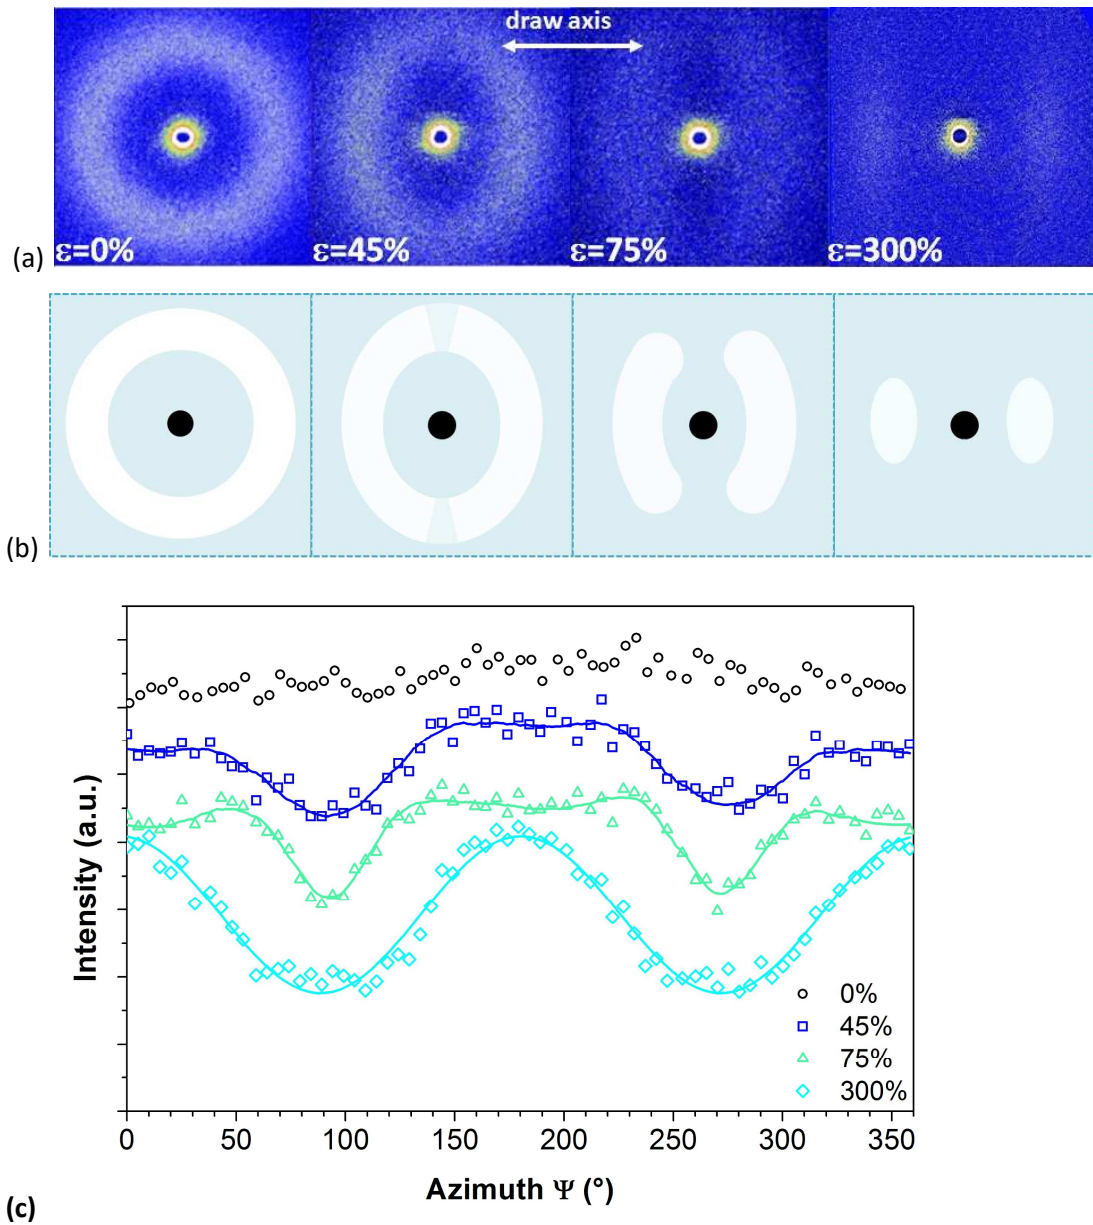 draw axis
ε=0% ε=45% ε=75% ε=300%
(a)
(b)
Intensity (a.u.)
0%
45%
75%
300%
0 50 100 150 200 250 300 350
Azimuth Ψ (°)
(c)